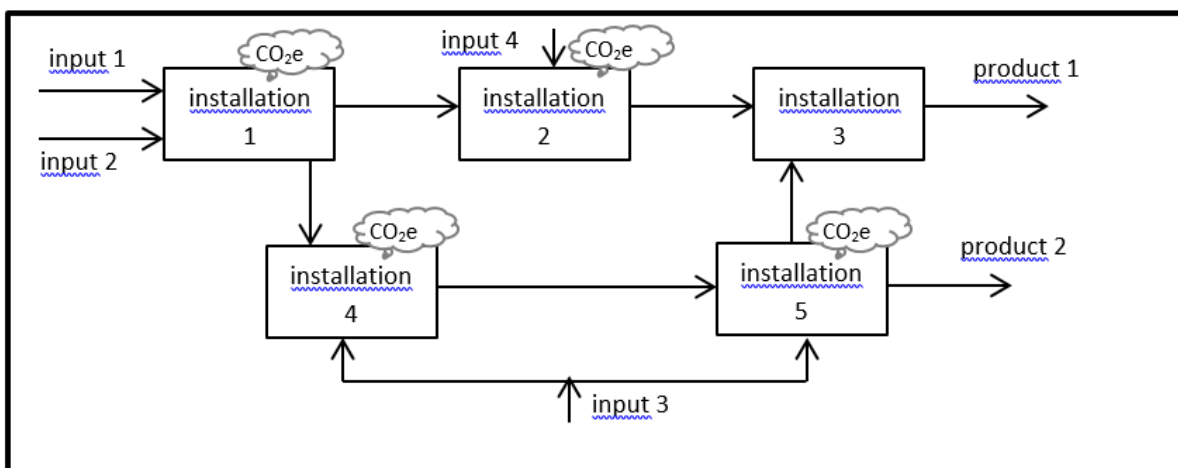 input 1
CO₂e
input 4
CO₂e
product 1
installation
1
installation
2
installation
3
input 2
CO₂e
CO₂e
product 2
installation
4
installation
5
input 3